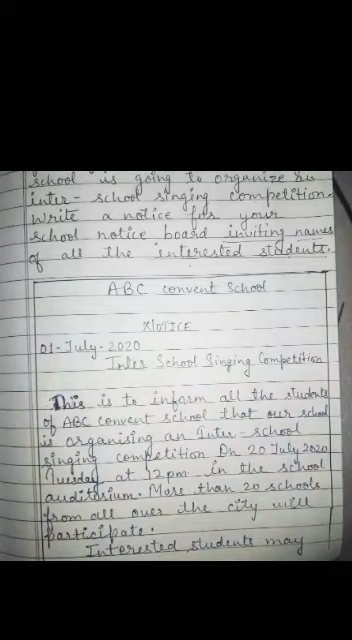 school is going to organize an
inter- school singing competition.
Write a notice for your
school notice board inviting names
of all the interested students.
ABC convent School
NOTICE
01-July-2020
Inter School Singing Competition
This is to inform all the students
of ABC convent school that our school
is organising an Inter-school
singing competition On 20 July 2020
Tuesday at 12pm in the school
auditorium. More than 20 schools
from all over the city will
participate.
Interested students may